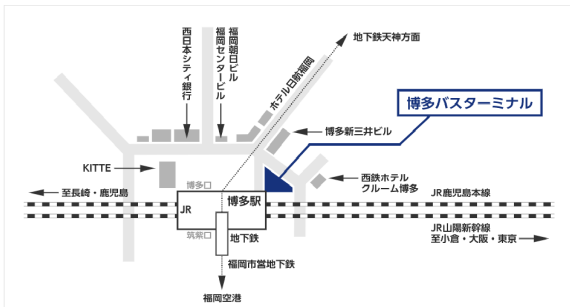 西日本シティ銀行
福岡朝日ビル
福岡センタービル
ホテル日航福岡
地下鉄天神方面
博多バスターミナル
博多新三井ビル
KITTE
西鉄ホテル
クルーム博多
至長崎・鹿児島
博多口
博多駅
JR
JR鹿児島本線
筑紫口
地下鉄
JR山陽新幹線
至小倉・大阪・東京
福岡市営地下鉄
福岡空港